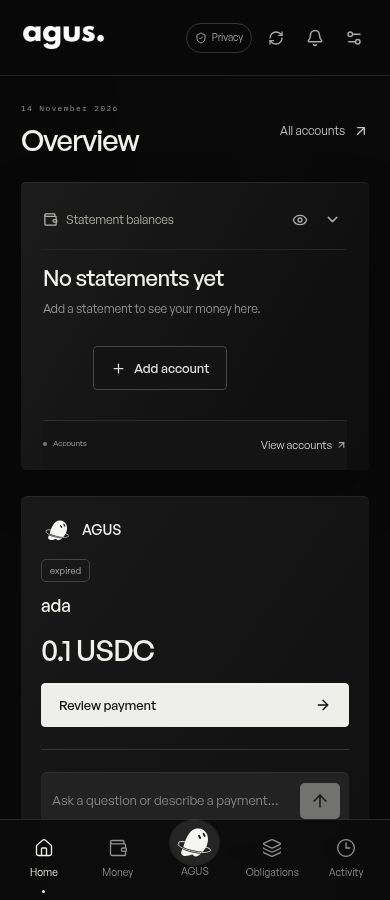 agus.
Privacy
14 November 2026
Overview
All accounts
Statement balances
No statements yet
Add a statement to see your money here.
Add account
Accounts
View accounts
AGUS
expired
ada
0.1 USDC
Review payment
Ask a question or describe a payment...
Home
Money
AGUS
Obligations
Activity